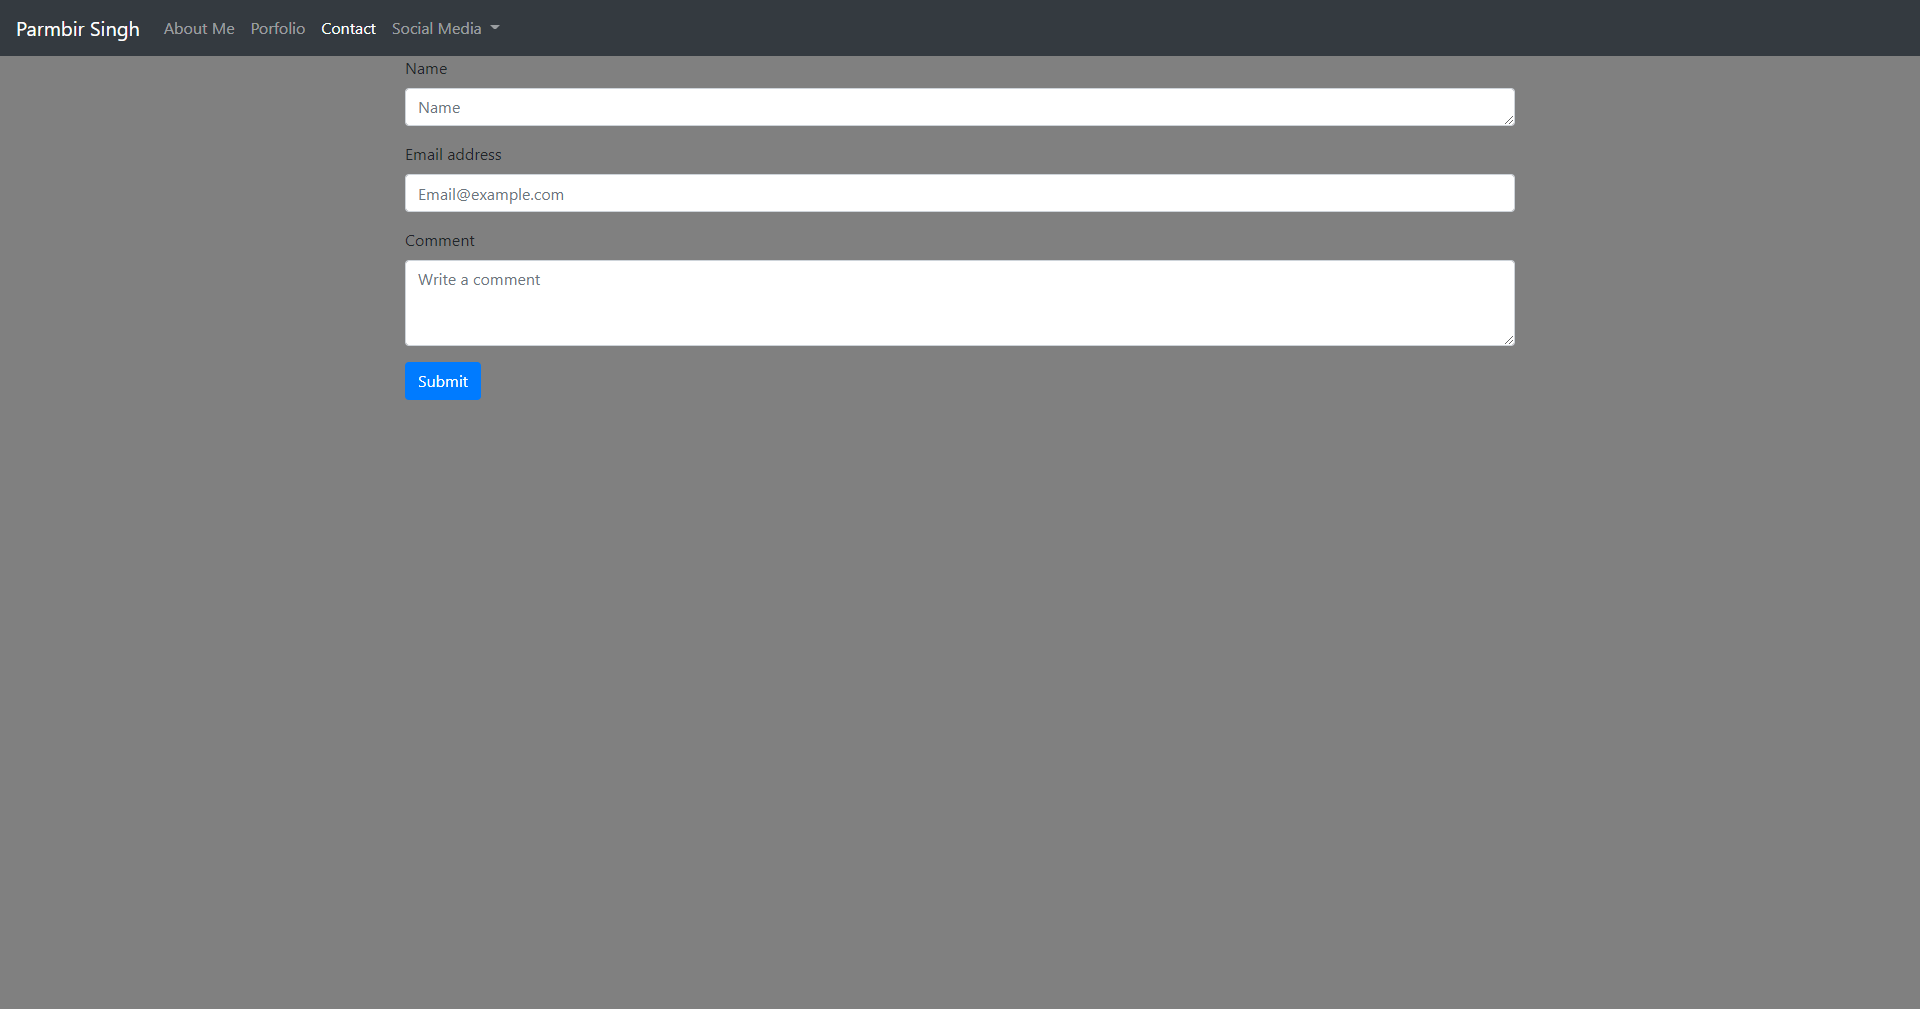 Parmbir Singh About Me Porfolio Contact Social Media
Name
Name
Email address
Email@example.com
Comment
Write a comment
Submit